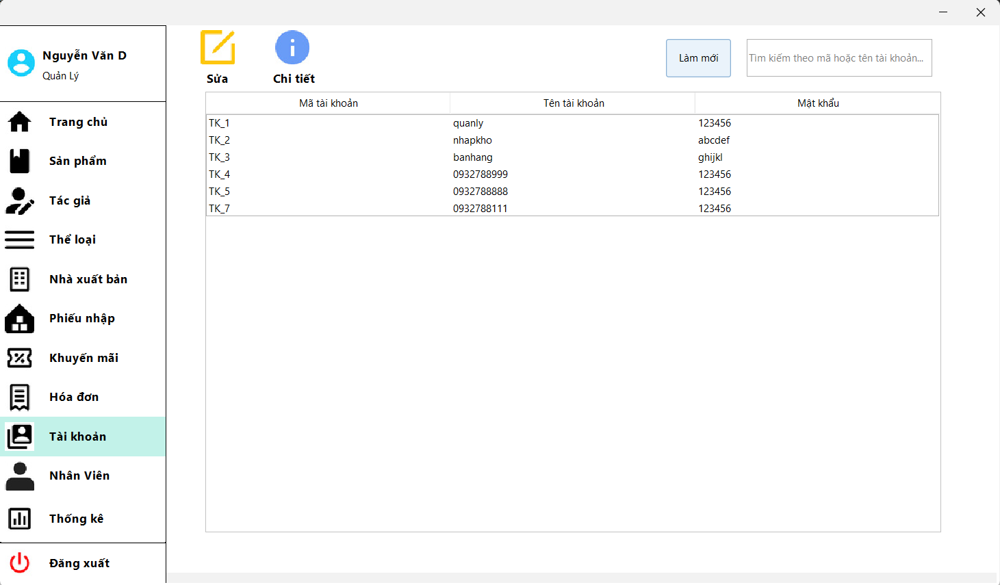 Nguyễn Văn D
Quản Lý
Trang chủ
Sản phẩm
Tác giả
Thể loại
Nhà xuất bản
Phiếu nhập
Khuyến mãi
Hóa đơn
Tài khoản
Nhân Viên
Thống kê
Đăng xuất
Sửa
Chi tiết
Làm mới
Tìm kiếm theo mã hoặc tên tài khoản...
Mã tài khoản Tên tài khoản Mật khẩu
TK_1 quanly 123456
TK_2 nhapkho abcdef
TK_3 banhang ghijkl
TK_4 0932788999 123456
TK_5 0932788888 123456
TK_7 0932788111 123456